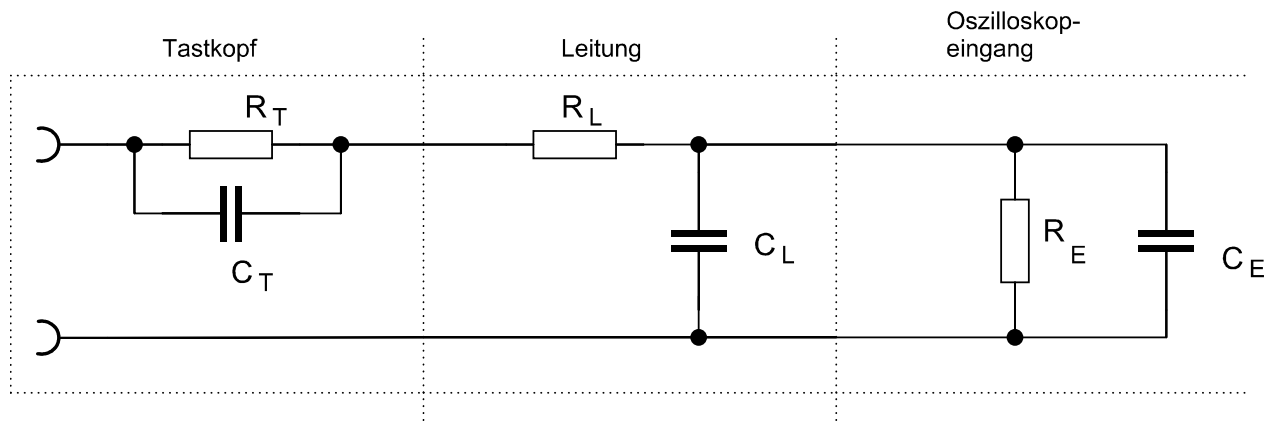 Tastkopf
Leitung
Oszilloskop-
eingang
R T
C T
R L
C L
R E
C E